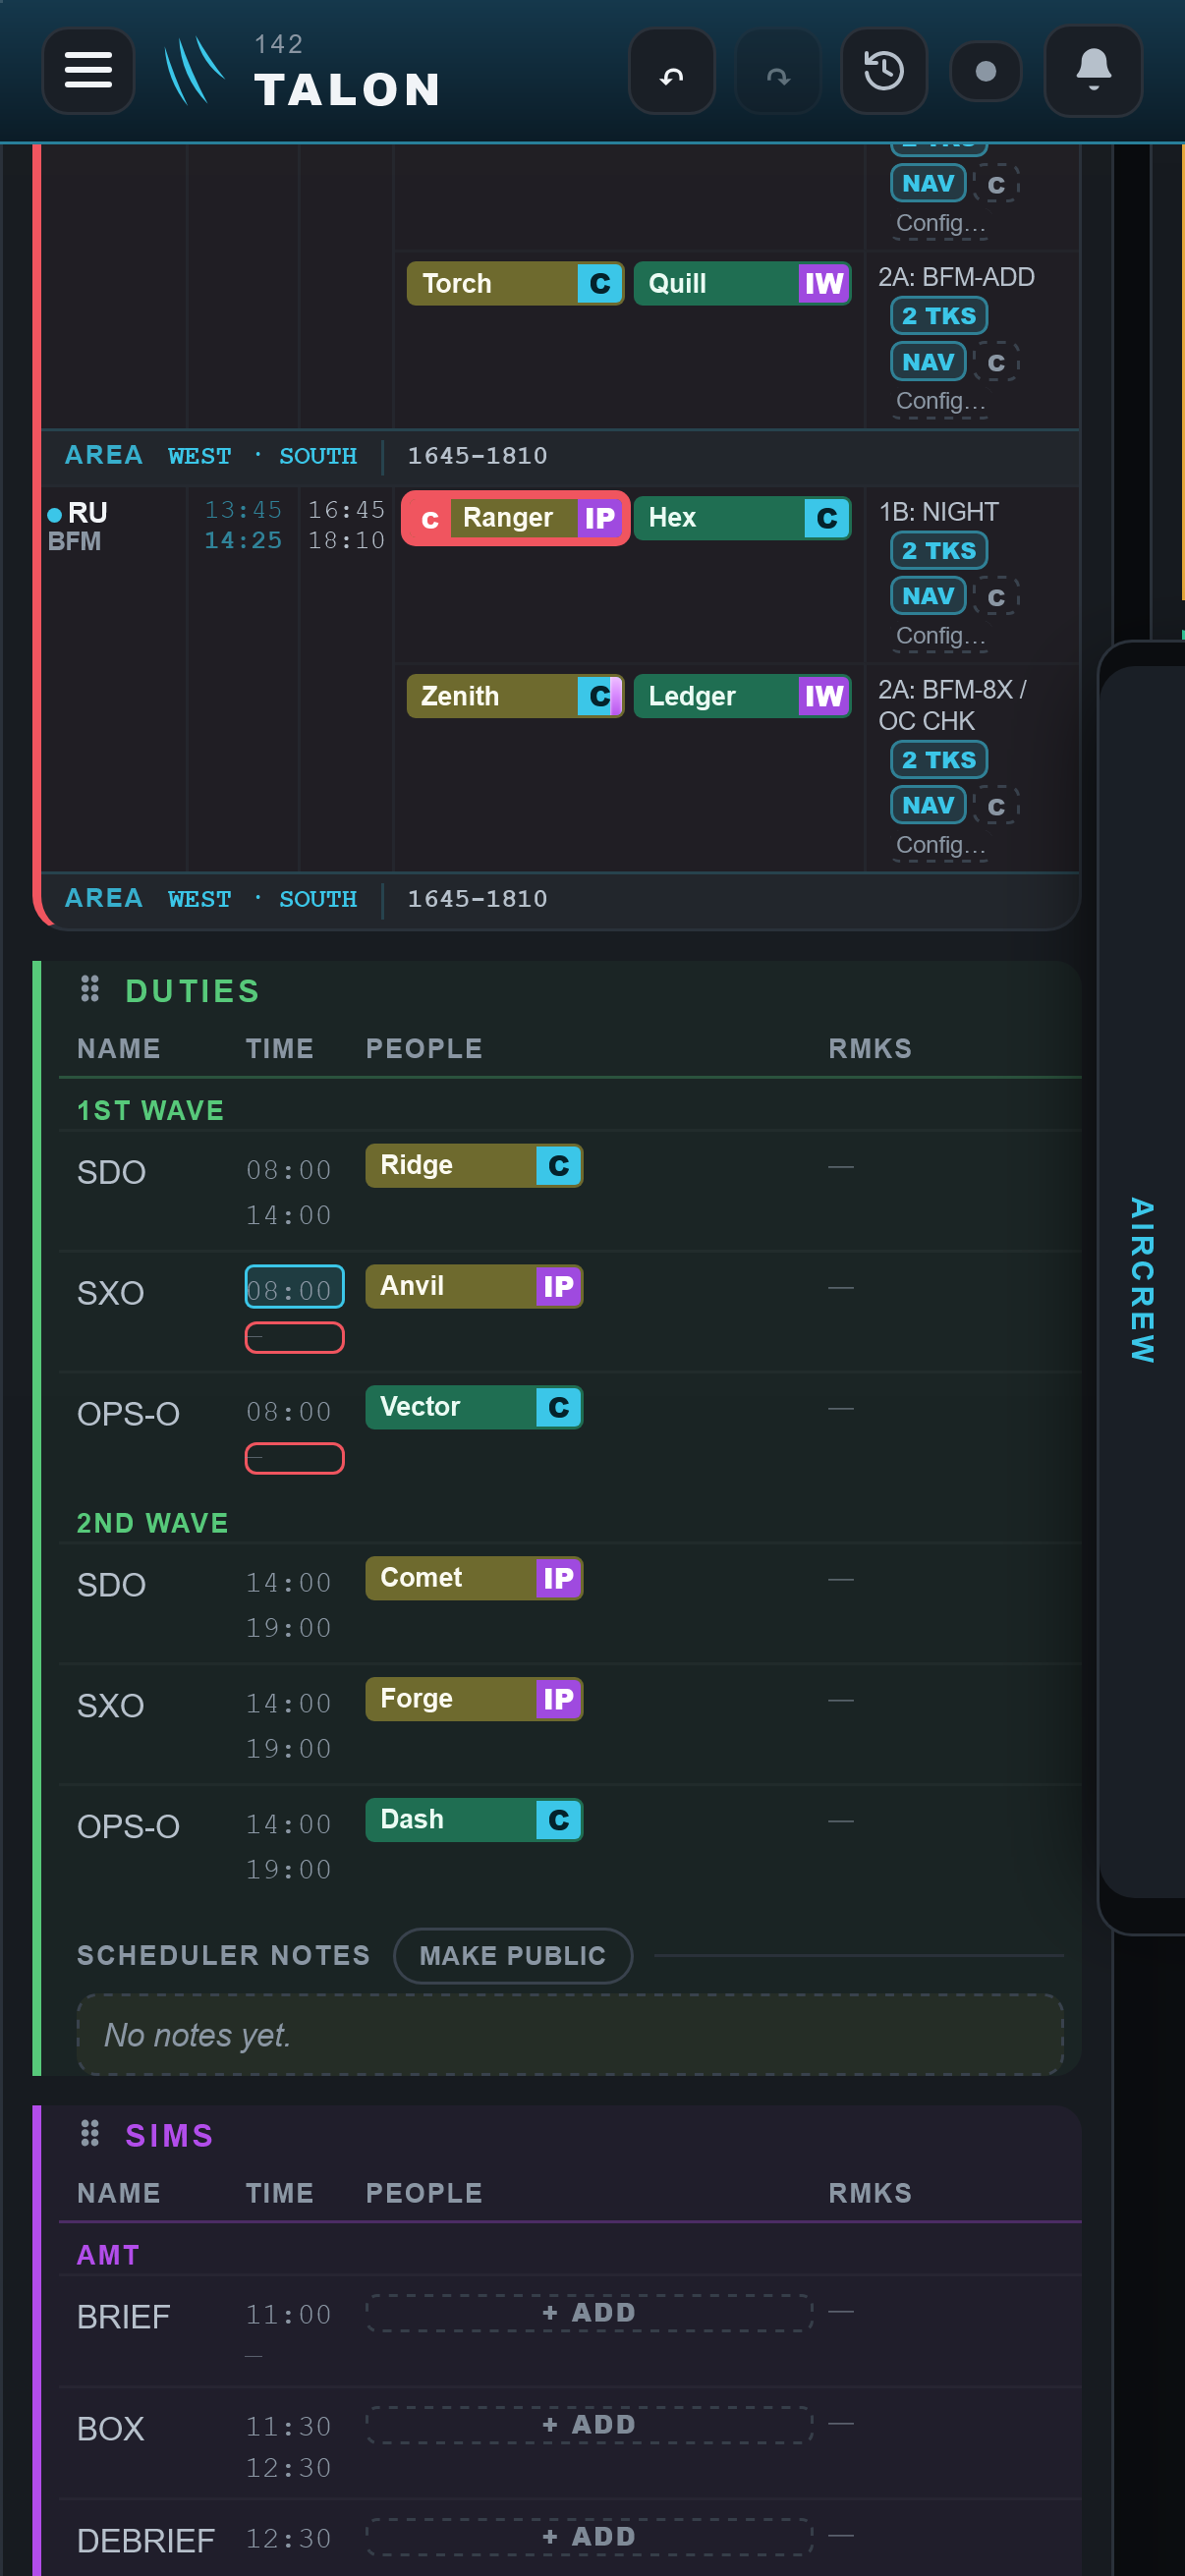 142
TALON
2 TKS
NAV C
Config...
Torch C Quill IW 2A: BFM-ADD
2 TKS
NAV C
Config...
AREA WEST · SOUTH 1645-1810
RU 13:45 16:45 C Ranger IP Hex C 1B: NIGHT
BFM 14:25 18:10
2 TKS
NAV C
Config...
Zenith C Ledger IW 2A: BFM-8X /
OC CHK
2 TKS
NAV C
Config...
AREA WEST · SOUTH 1645-1810
DUTIES
NAME TIME PEOPLE RMKS
1ST WAVE
SDO 08:00 Ridge C —
14:00
SXO 08:00 Anvil IP —
—
OPS-O 08:00 Vector C —
—
2ND WAVE
SDO 14:00 Comet IP —
19:00
SXO 14:00 Forge IP —
19:00
OPS-O 14:00 Dash C —
19:00
SCHEDULER NOTES MAKE PUBLIC
No notes yet.
SIMS
NAME TIME PEOPLE RMKS
AMT
BRIEF 11:00 + ADD —
—
BOX 11:30 + ADD —
12:30
DEBRIEF 12:30 + ADD —
AIRCREW